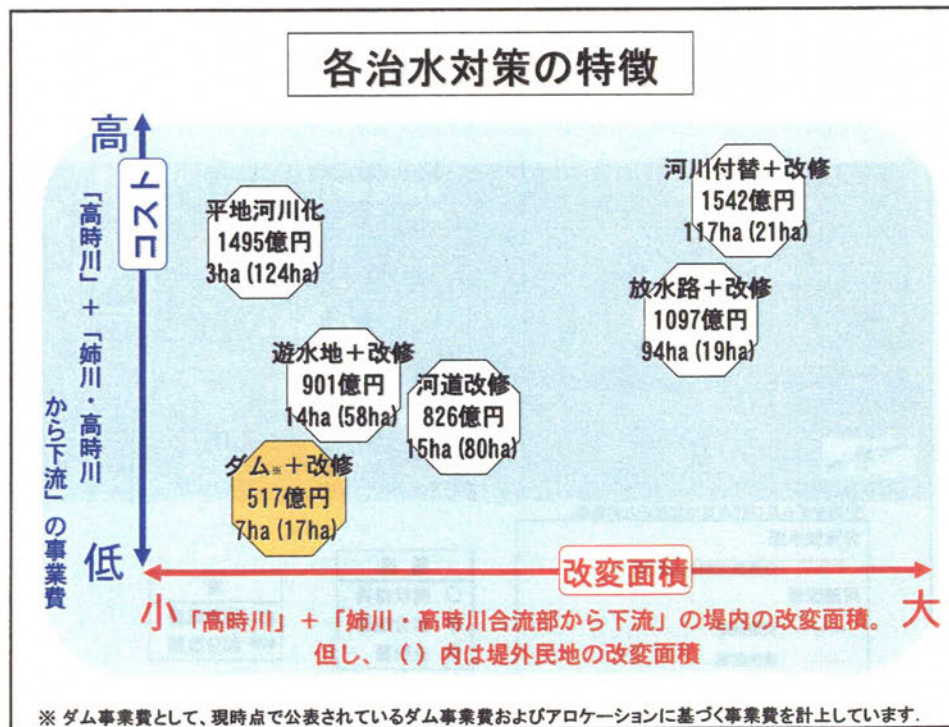 各治水対策の特徴
高
コスト
「高時川」+「姉川・高時川
から下流」の事業費
低
平地河川化
1495億円
3ha (124ha)
河川付替+改修
1542億円
117ha (21ha)
放水路+改修
1097億円
94ha (19ha)
遊水地+改修
901億円
14ha (58ha)
河道改修
826億円
15ha (80ha)
ダム※+改修
517億円
7ha (17ha)
改変面積
小
大
「高時川」+「姉川・高時川合流部から下流」の堤内の改変面積。
但し、( )内は堤外民地の改変面積
※ ダム事業費として、現時点で公表されているダム事業費およびアロケーションに基づく事業費を計上しています.